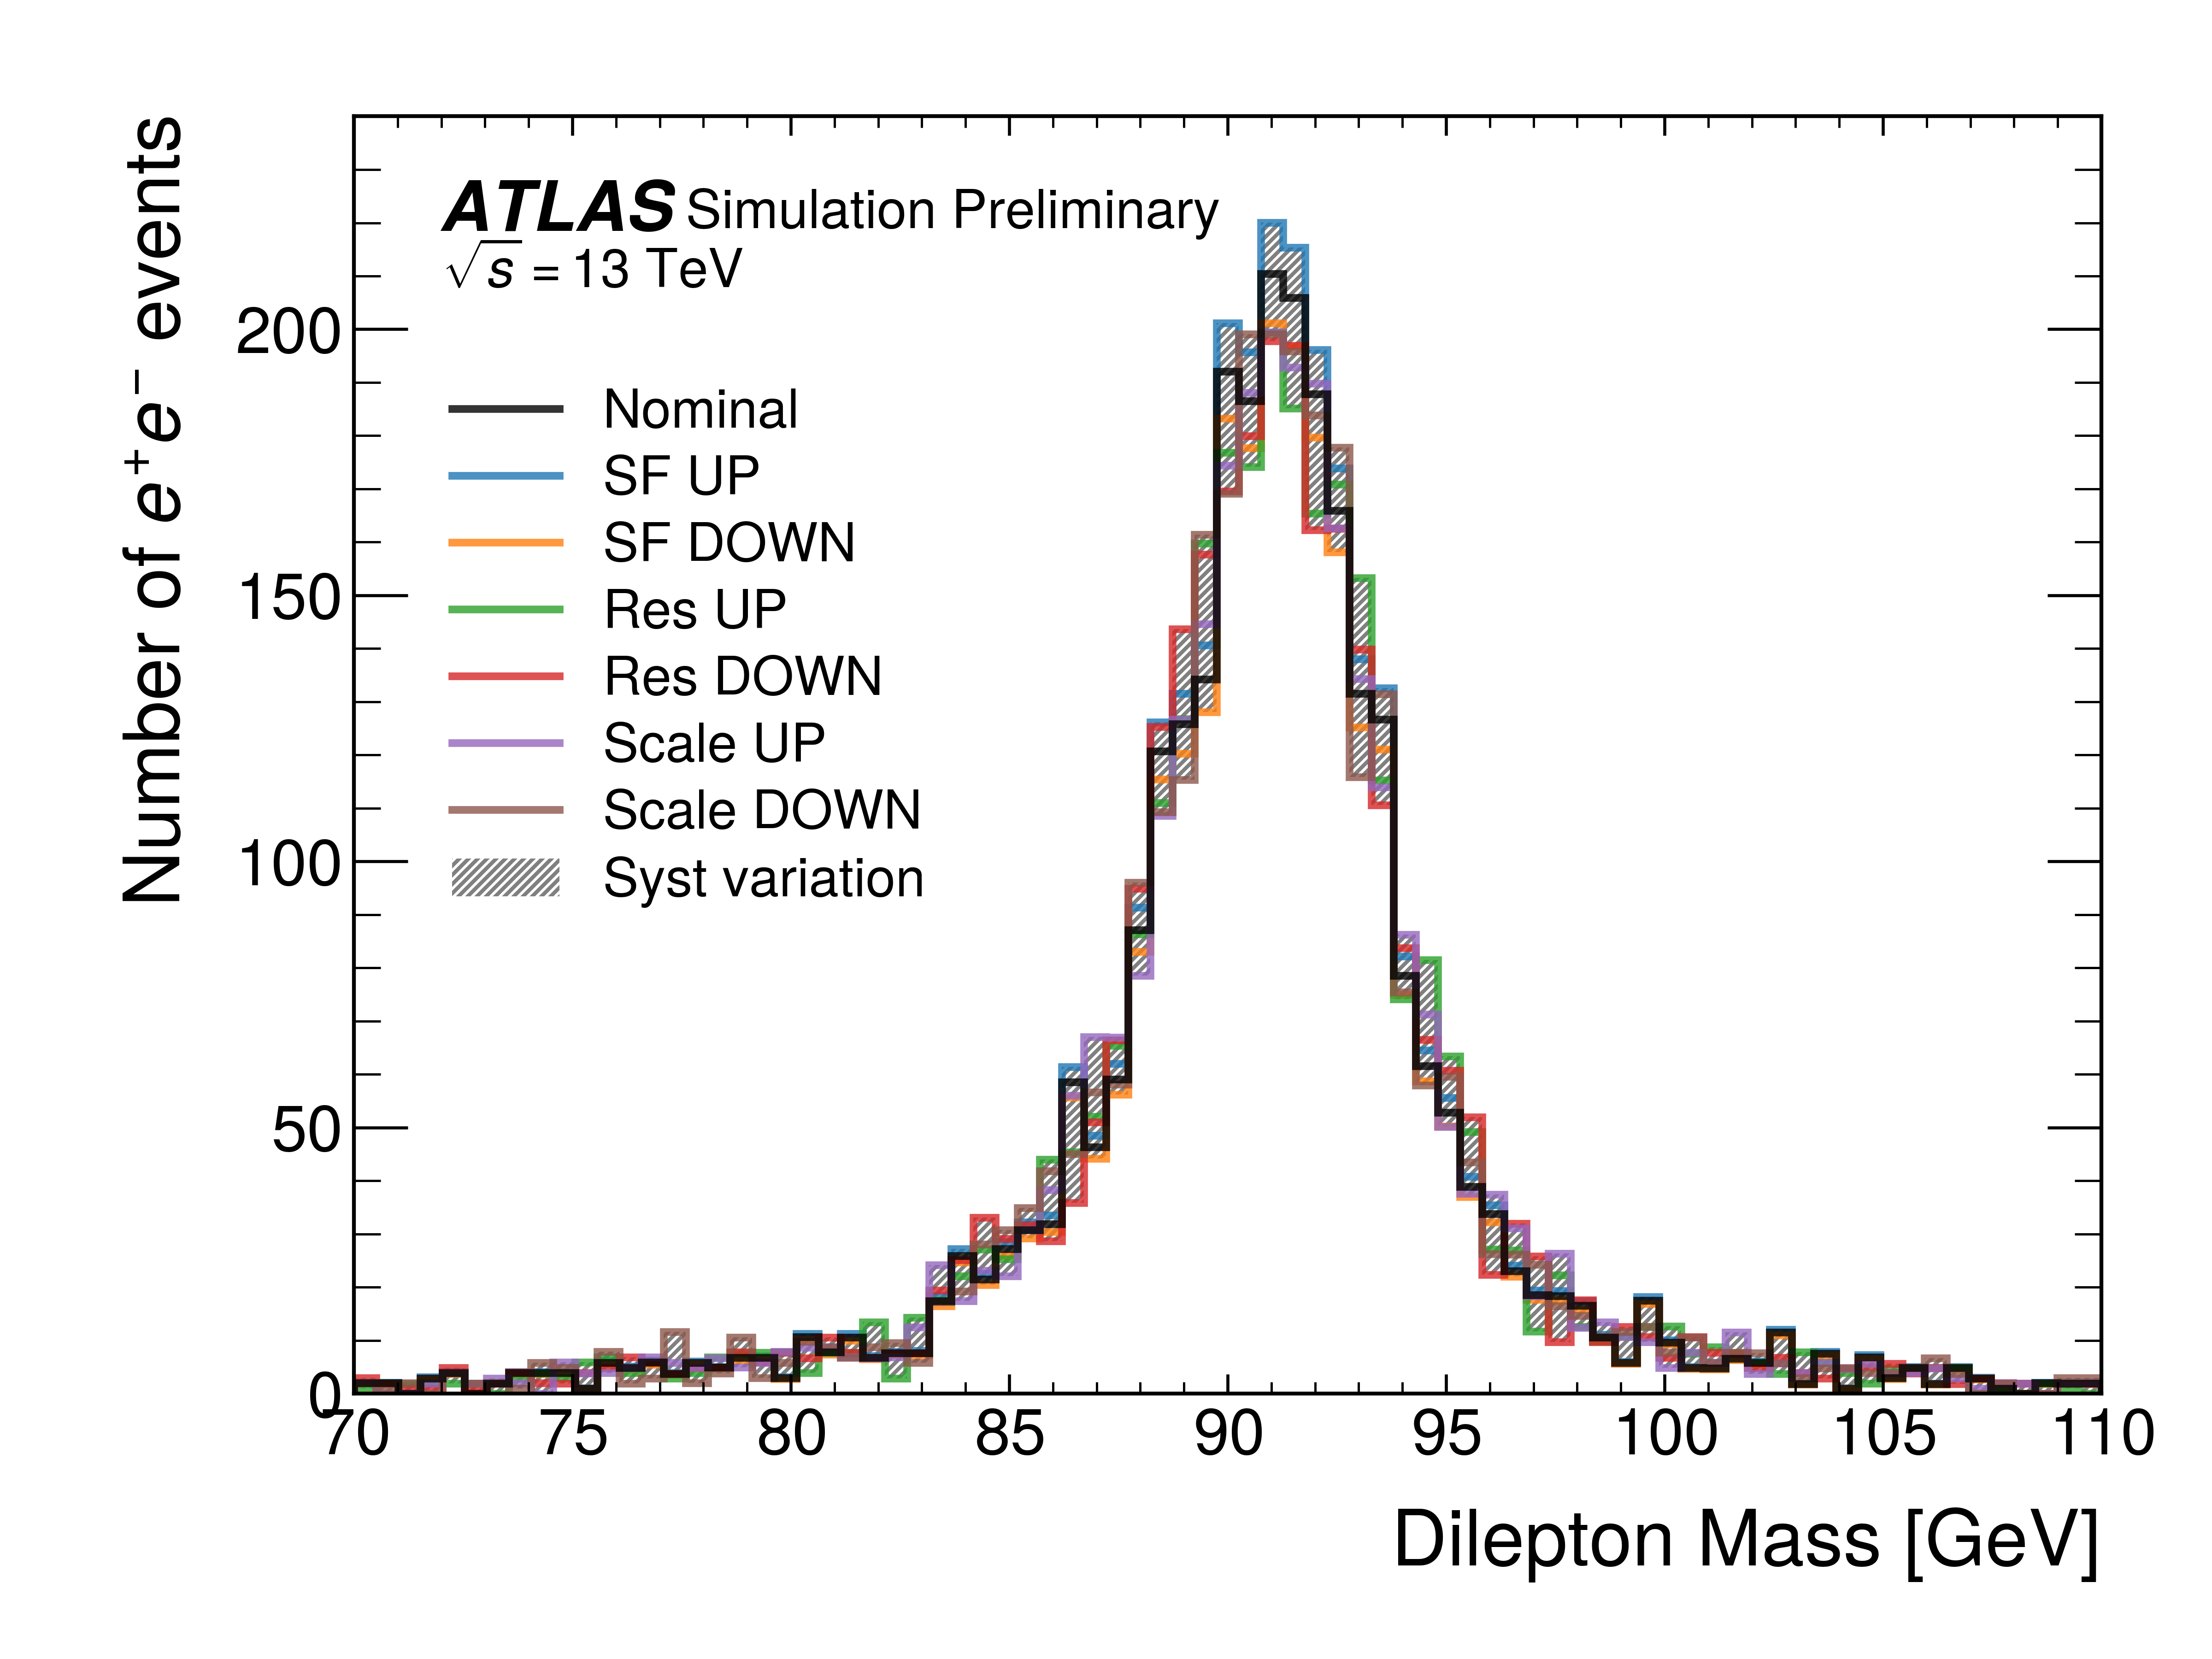 ATLAS Simulation Preliminary
√s = 13 TeV
Nominal
SF UP
SF DOWN
Res UP
Res DOWN
Scale UP
Scale DOWN
Syst variation
Number of e⁺e⁻ events
200
150
100
50
0
70 75 80 85 90 95 100 105 110
Dilepton Mass [GeV]